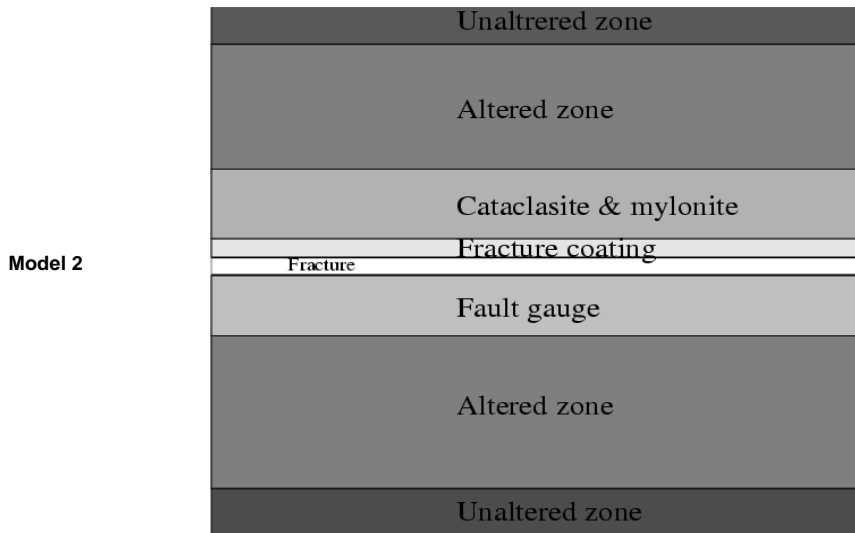 Unaltrered zone
Altered zone
Cataclasite & mylonite
Fracture coating
Model 2
Fracture
Fault gauge
Altered zone
Unaltered zone